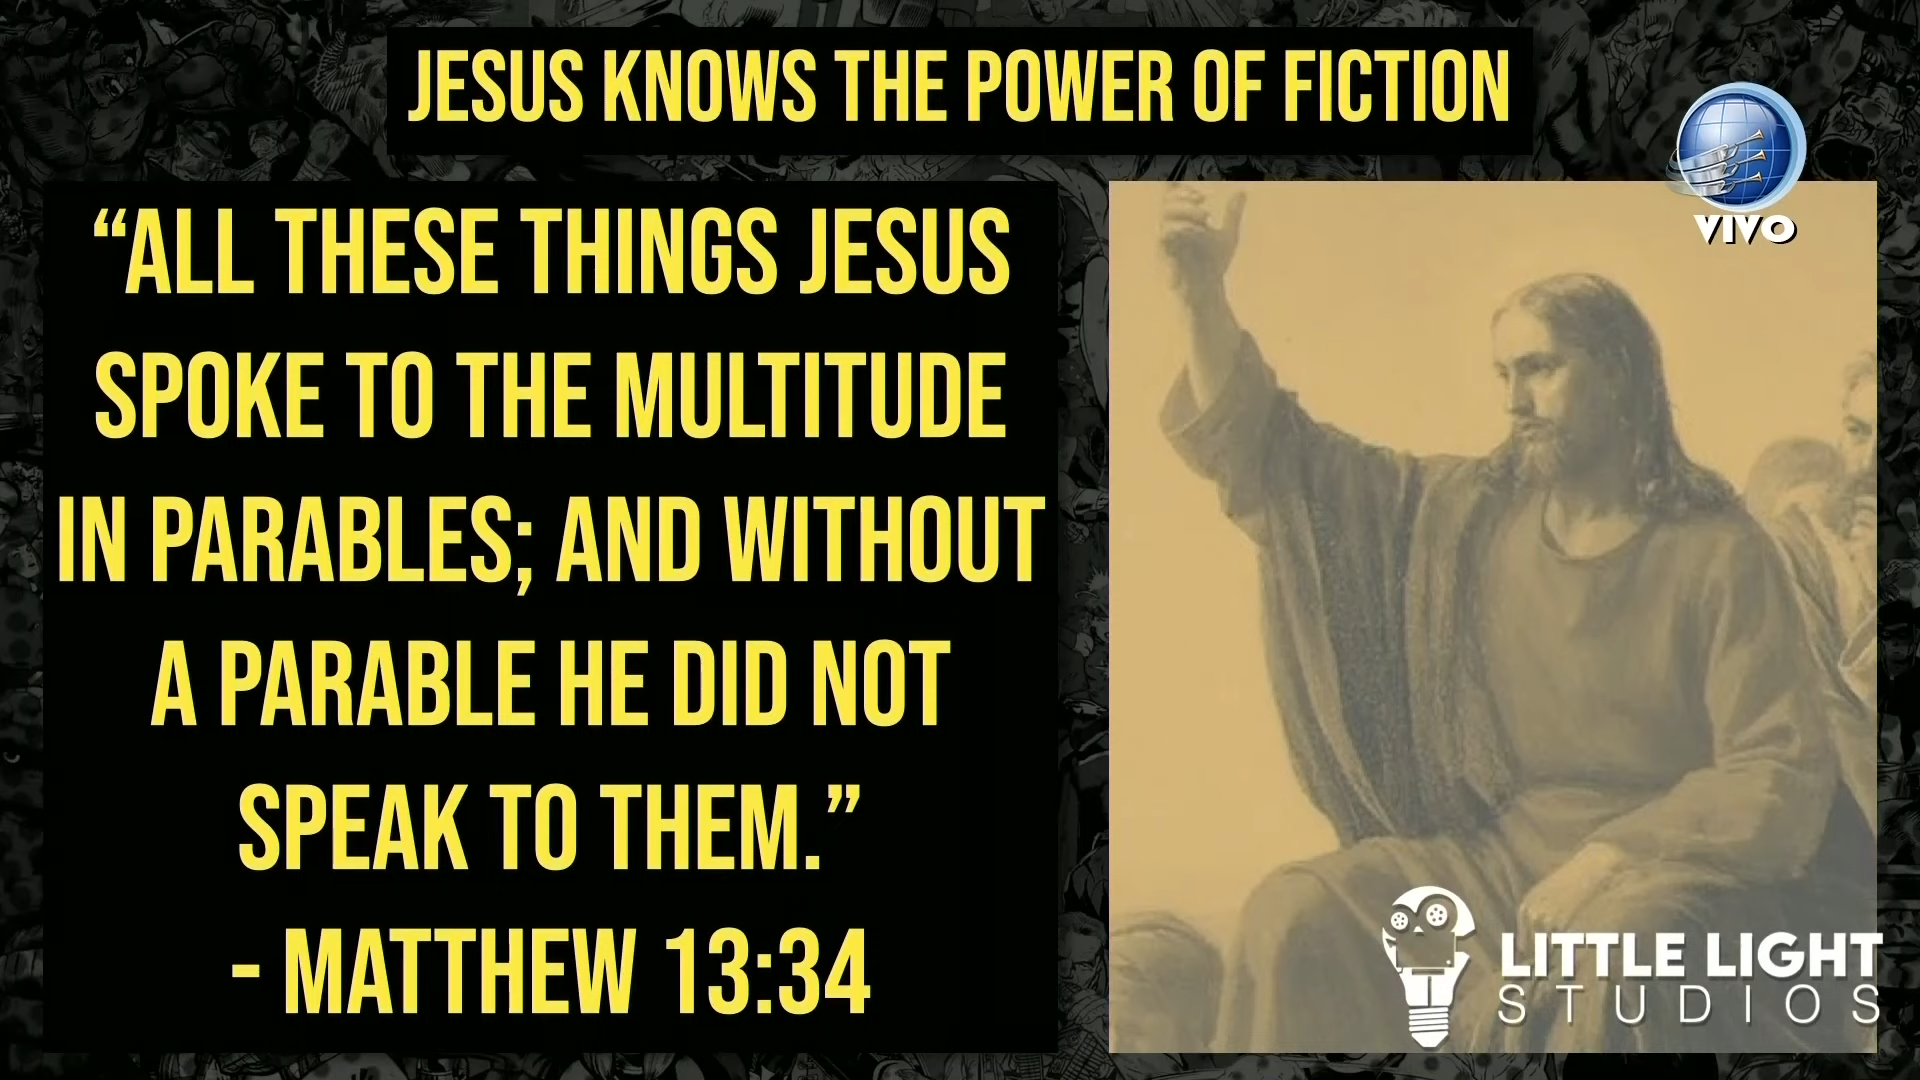 JESUS KNOWS THE POWER OF FICTION
VIVO
“ALL THESE THINGS JESUS
SPOKE TO THE MULTITUDE
IN PARABLES; AND WITHOUT
A PARABLE HE DID NOT
SPEAK TO THEM.”
- MATTHEW 13:34
LITTLE LIGHT
STUDIOS